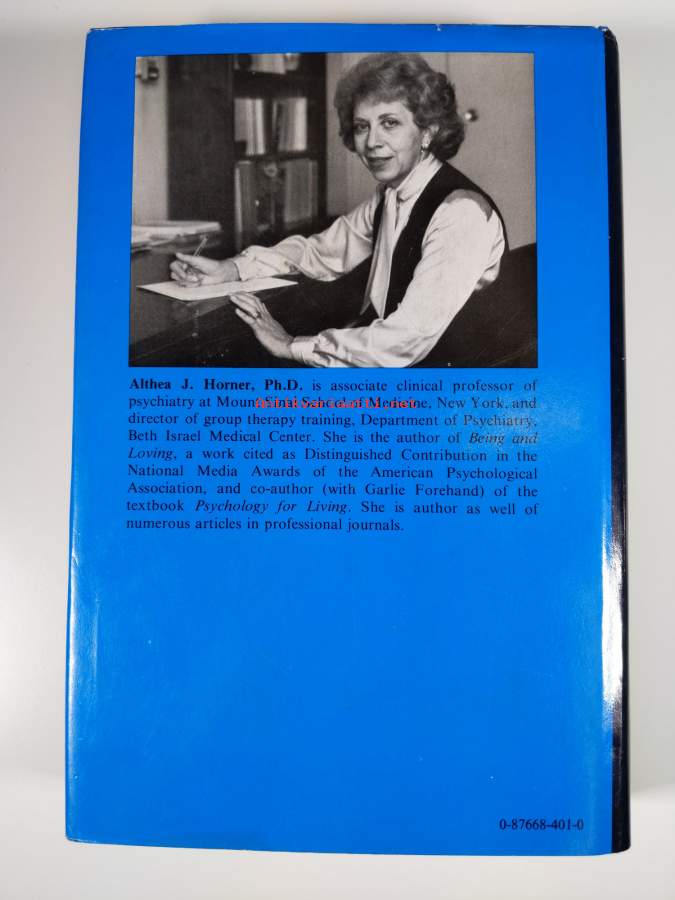 Althea J. Horner, Ph.D. is associate clinical professor of
psychiatry at Mount Sinai School of Medicine, New York, and
director of group therapy training, Department of Psychiatry,
Beth Israel Medical Center. She is the author of Being and
Loving, a work cited as Distinguished Contribution in the
National Media Awards of the American Psychological
Association, and co-author (with Garlie Forehand) of the
textbook Psychology for Living. She is author as well of
numerous articles in professional journals.
0-87668-401-0